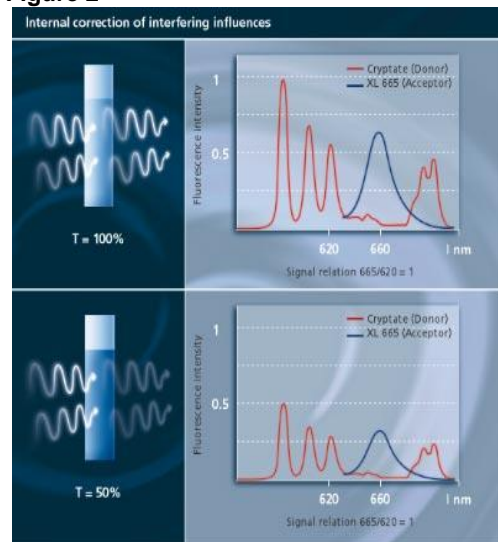 Internal correction of interfering influences
Cryptate (Donor)
XL 665 (Acceptor)
Fluorescence intensity
1
0.5
620
660
l nm
Signal relation 665/620 = 1
T = 100%
Cryptate (Donor)
XL 665 (Acceptor)
Fluorescence intensity
1
0.5
620
660
l nm
Signal relation 665/620 = 1
T = 50%